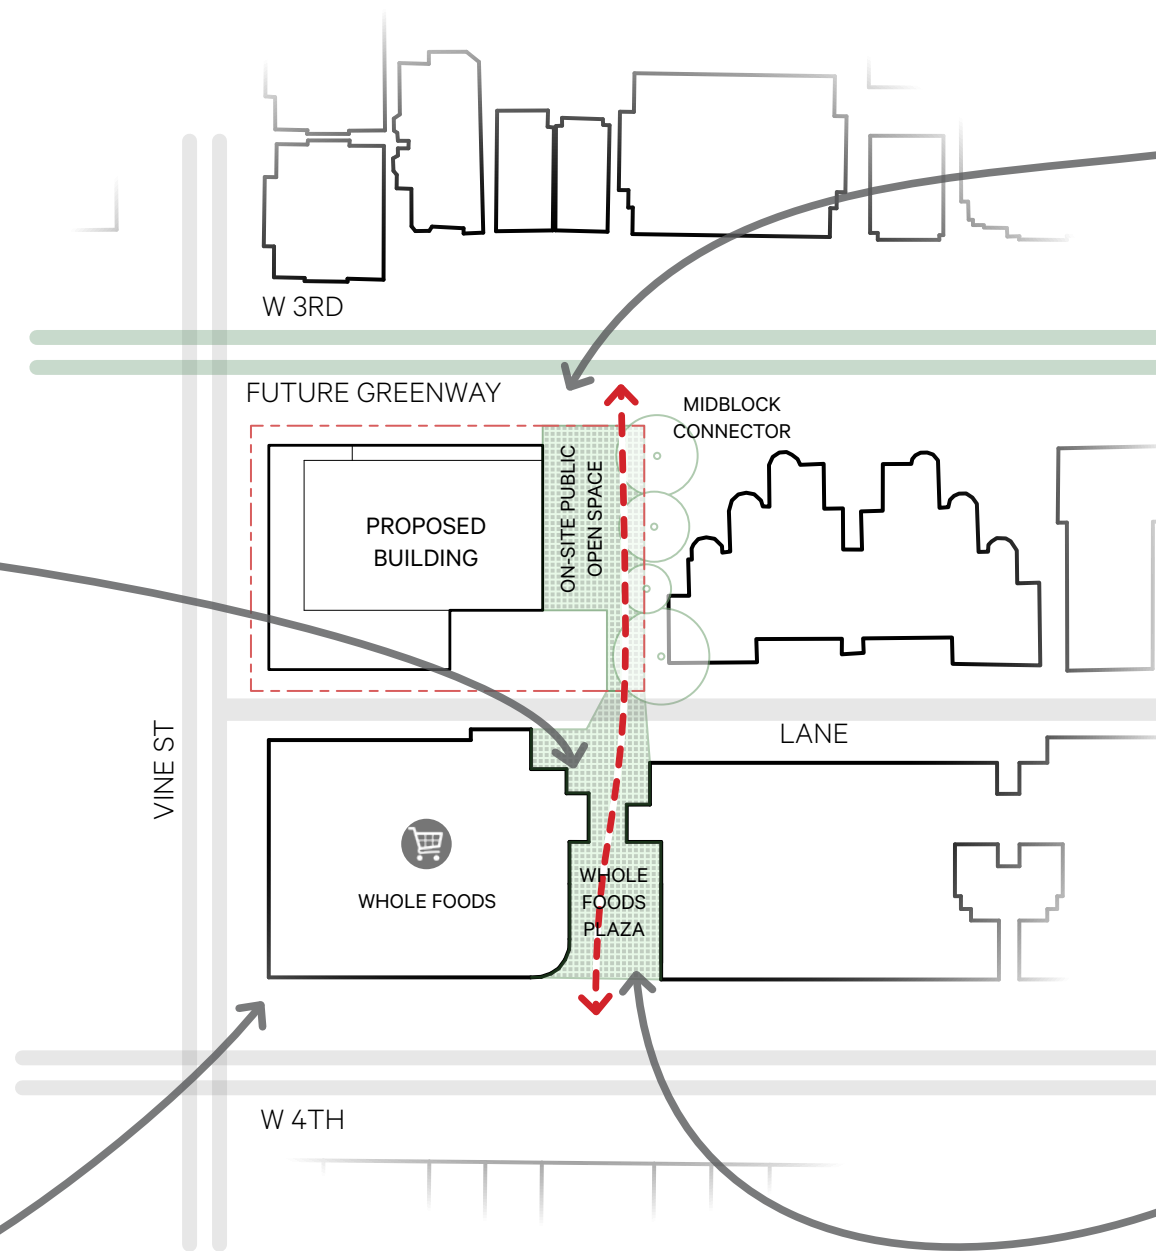 W 3RD
FUTURE GREENWAY
MIDBLOCK
CONNECTOR
ON-SITE PUBLIC
OPEN SPACE
PROPOSED
BUILDING
LANE
VINE ST
WHOLE FOODS
WHOLE
FOODS
PLAZA
W 4TH